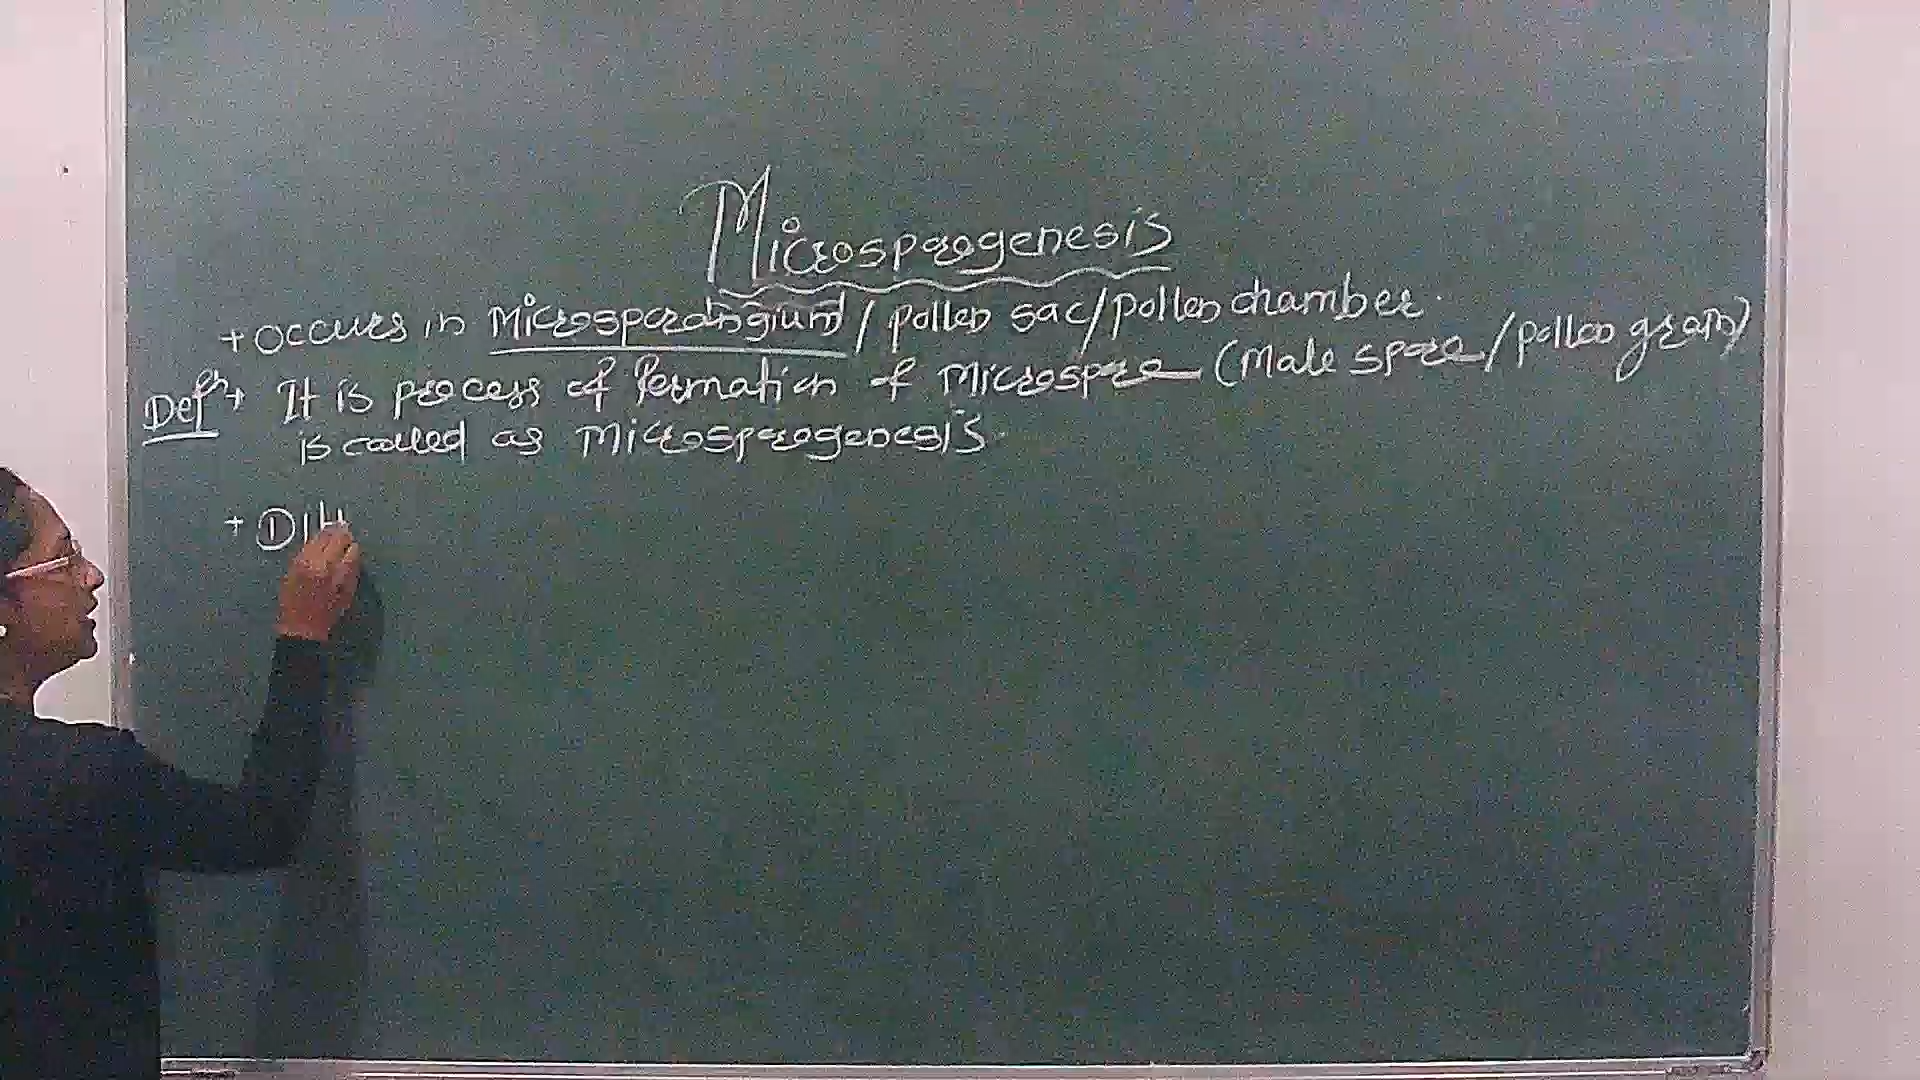 Microsporogenesis
+ Occurs in Microsporangium / pollen sac / pollen chamber.
Defn + It is process of formation of Microspore (Male spore / pollen grain)
is called as Microsporogenesis.
+ ①